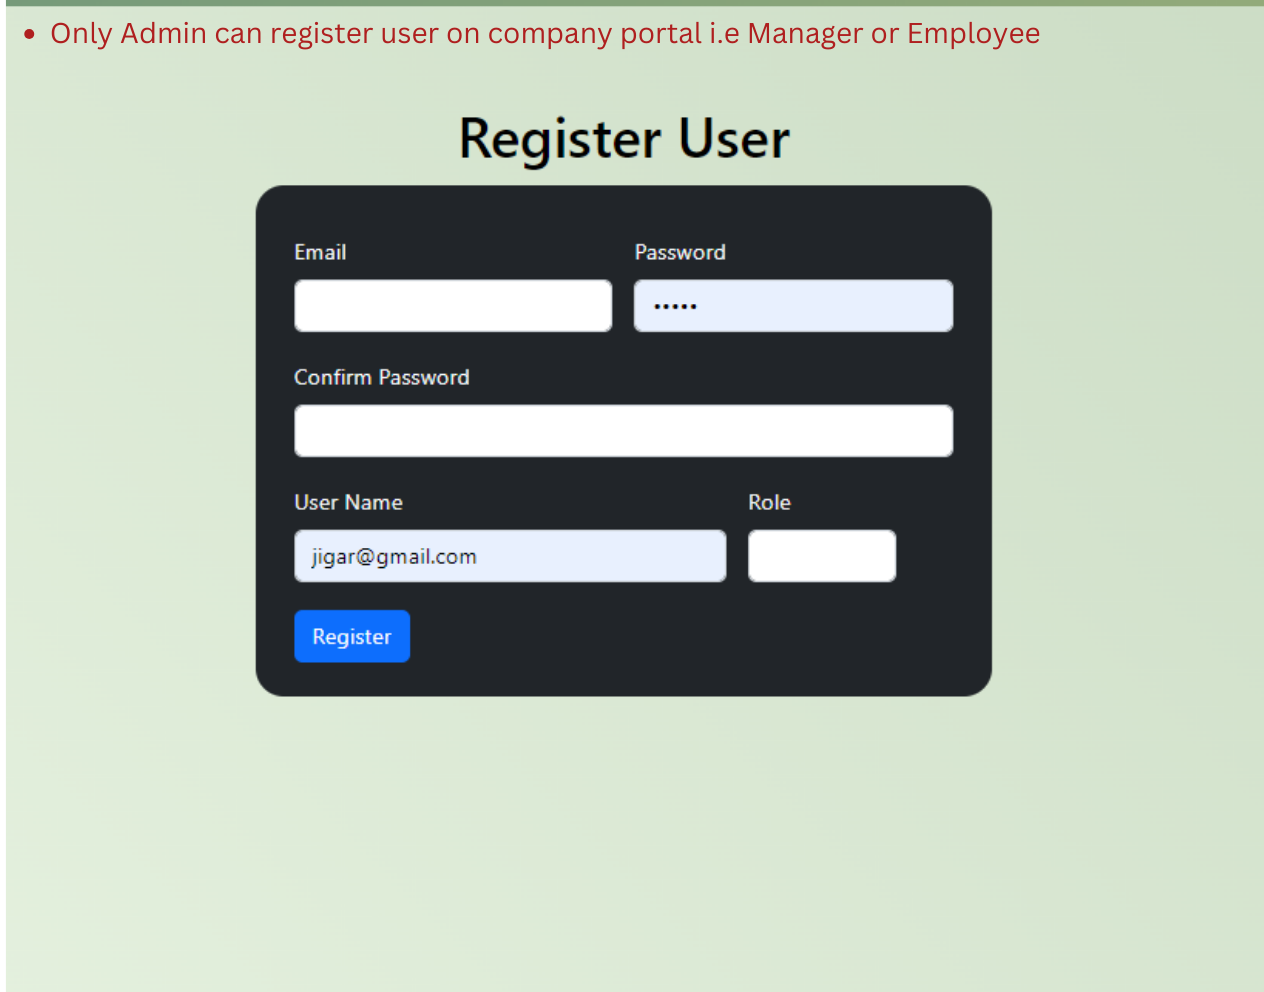 • Only Admin can register user on company portal i.e Manager or Employee
Register User
Email Password
•••••
Confirm Password
User Name Role
jigar@gmail.com
Register